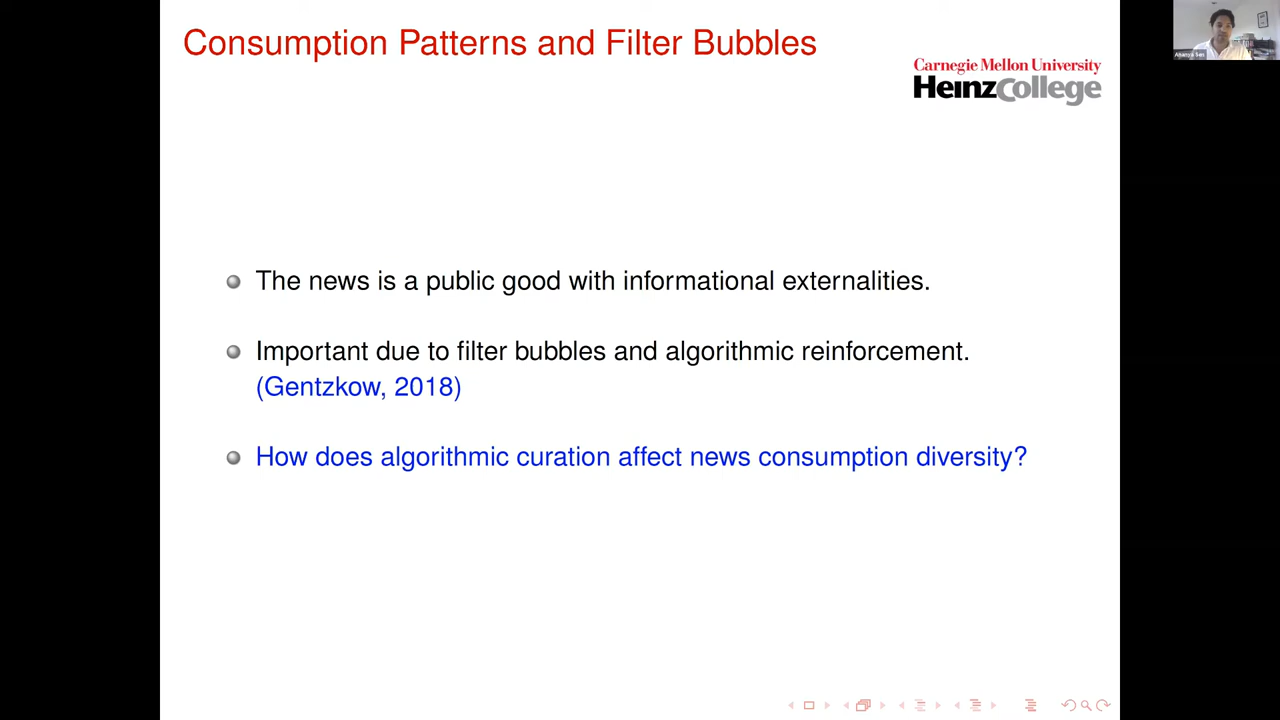 Consumption Patterns and Filter Bubbles
Carnegie Mellon University
HeinzCollege
The news is a public good with informational externalities.
Important due to filter bubbles and algorithmic reinforcement.
(Gentzkow, 2018)
How does algorithmic curation affect news consumption diversity?